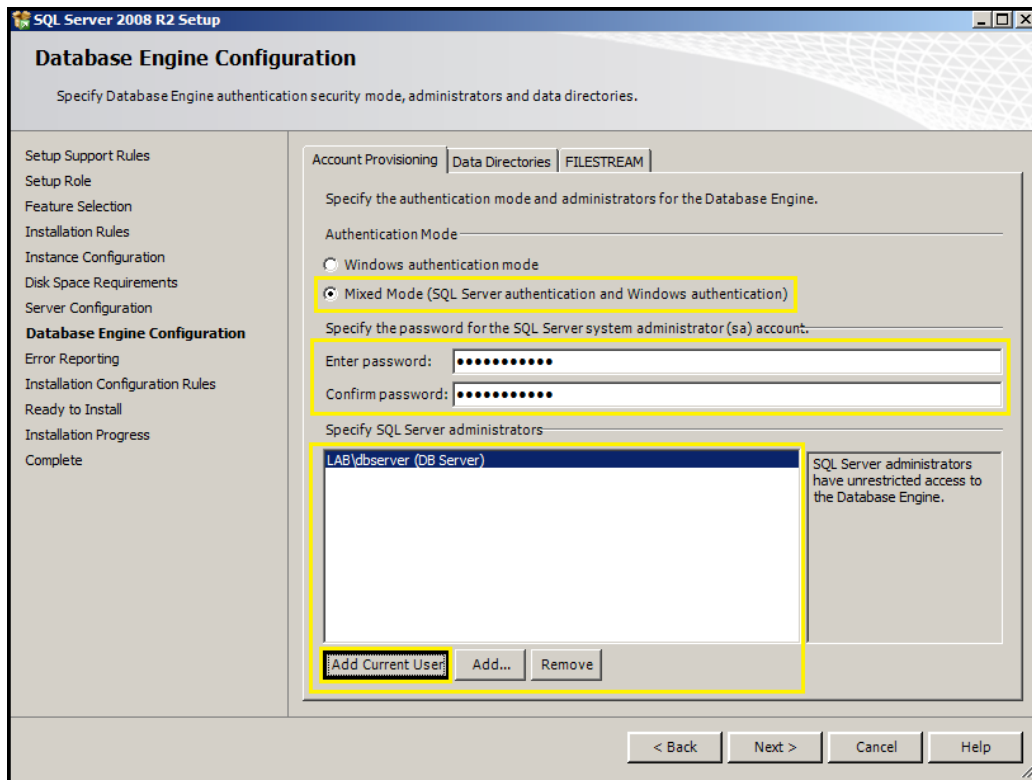 SQL Server 2008 R2 Setup
Database Engine Configuration
Specify Database Engine authentication security mode, administrators and data directories.
Setup Support Rules
Setup Role
Feature Selection
Installation Rules
Instance Configuration
Disk Space Requirements
Server Configuration
Database Engine Configuration
Error Reporting
Installation Configuration Rules
Ready to Install
Installation Progress
Complete
Account Provisioning Data Directories FILESTREAM
Specify the authentication mode and administrators for the Database Engine.
Authentication Mode
Windows authentication mode
Mixed Mode (SQL Server authentication and Windows authentication)
Specify the password for the SQL Server system administrator (sa) account.
Enter password: ●●●●●●●●●●●
Confirm password: ●●●●●●●●●●●
Specify SQL Server administrators
LAB\dbserver (DB Server)
SQL Server administrators
have unrestricted access to
the Database Engine.
Add Current User Add... Remove
< Back Next > Cancel Help